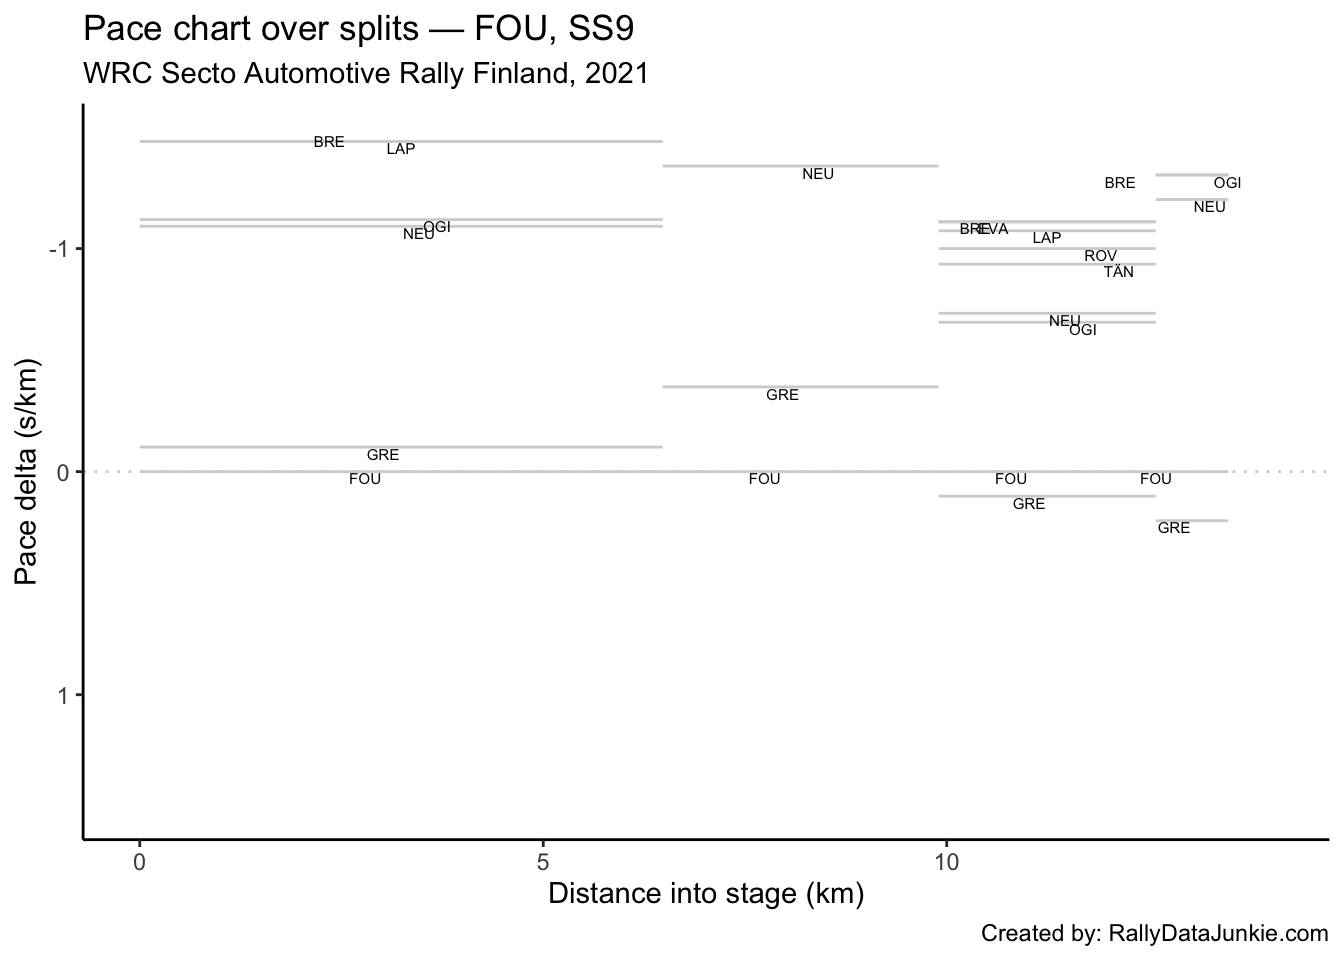 Pace chart over splits — FOU, SS9
WRC Secto Automotive Rally Finland, 2021
BRE
LAP
NEU
BRE
OGI
NEU
OGI
NEU
BRE
EVA
LAP
ROV
TÄN
NEU
OGI
GRE
GRE
FOU
FOU
FOU
FOU
GRE
GRE
-1
0
1
Pace delta (s/km)
0
5
10
Distance into stage (km)
Created by: RallyDataJunkie.com